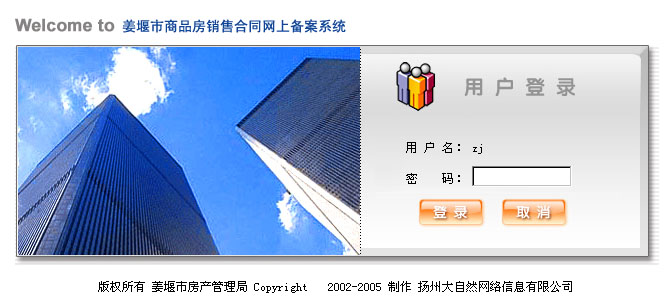 Welcome to 姜堰市商品房销售合同网上备案系统
用户登录
用户名：zj
密　码：
登录 取消
版权所有 姜堰市房产管理局 Copyright 2002-2005 制作 扬州大自然网络信息有限公司